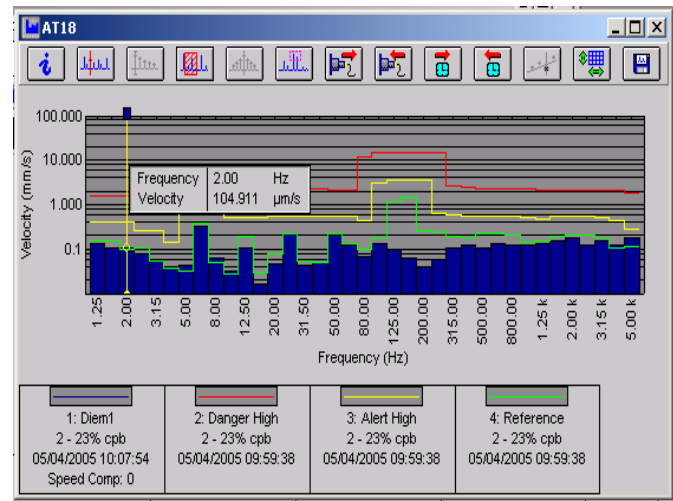 AT18
100.000
10.000
1.000
0.1
Velocity (mm/s)
Frequency 2.00 Hz
Velocity 104.911 µm/s
1.25
2.00
3.15
5.00
8.00
12.50
20.00
31.50
50.00
80.00
125.00
200.00
315.00
500.00
800.00
1.25 k
2.00 k
3.15 k
5.00 k
Frequency (Hz)
1: Diem1
2 - 23% cpb
05/04/2005 10:07:54
Speed Comp: 0
2: Danger High
2 - 23% cpb
05/04/2005 09:59:38
3: Alert High
2 - 23% cpb
05/04/2005 09:59:38
4: Reference
2 - 23% cpb
05/04/2005 09:59:38